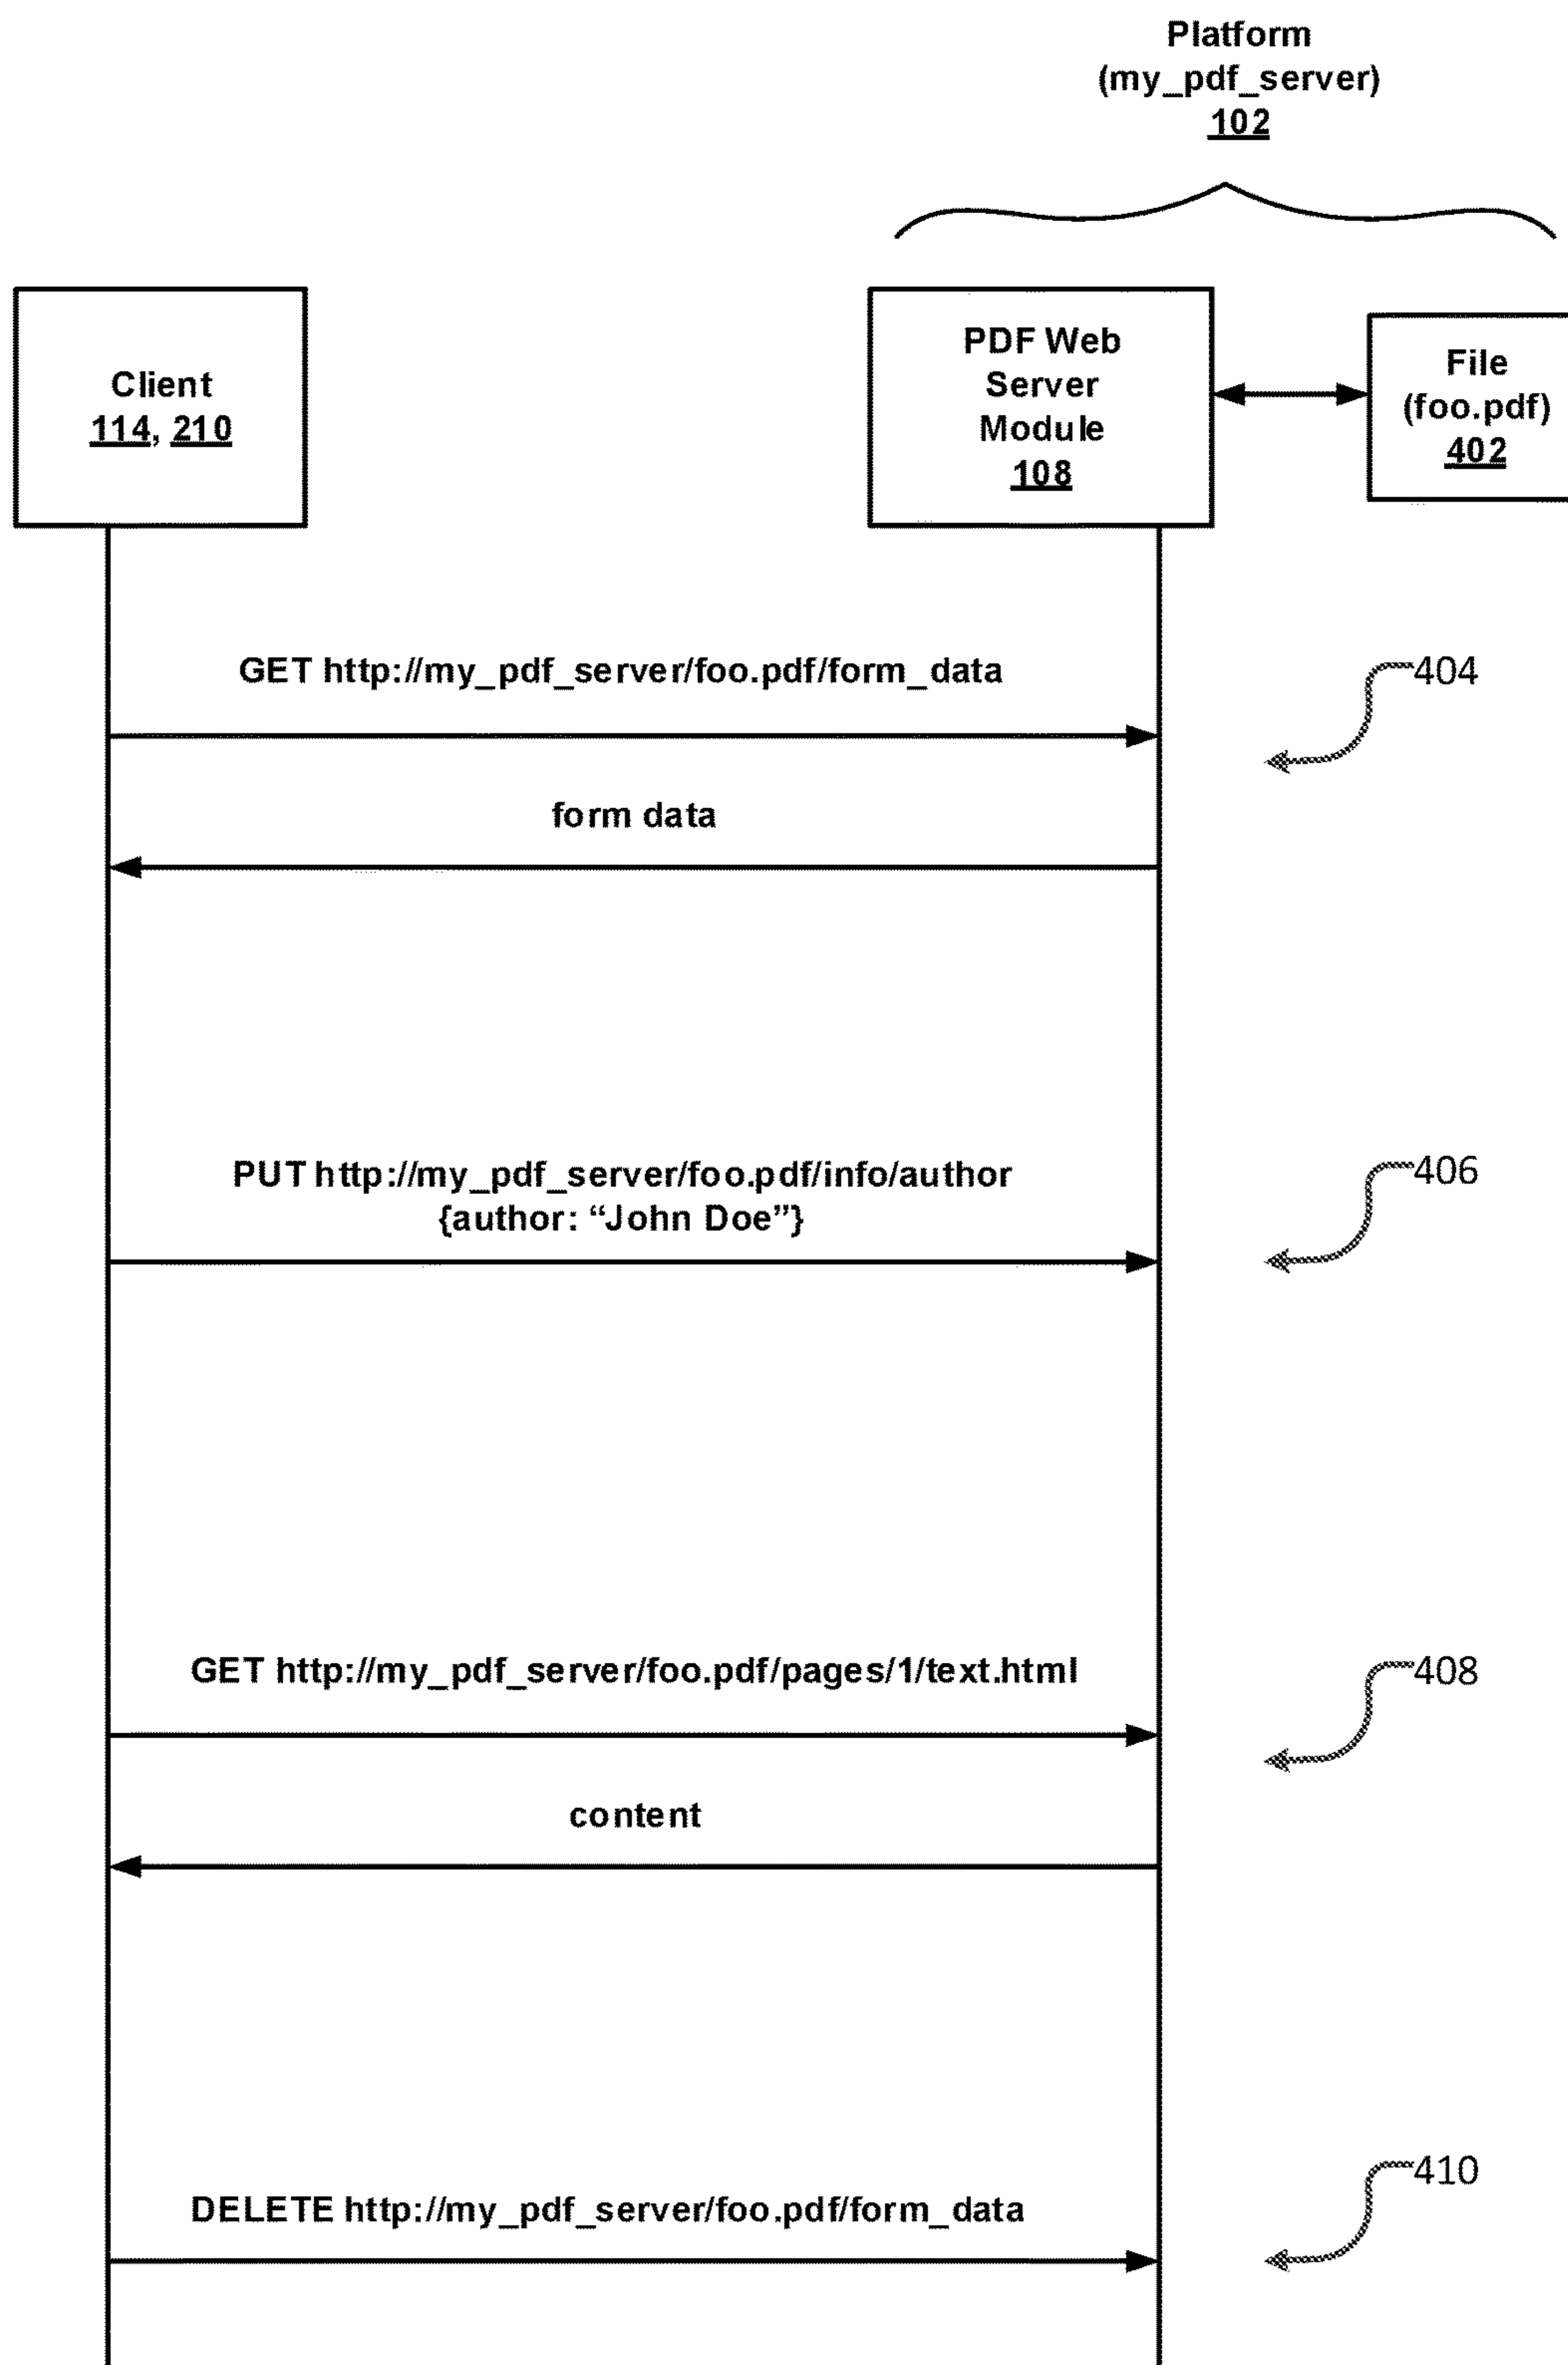 Platform
(my_pdf_server)
102
Client
114, 210
PDF Web
Server
Module
108
File
(foo.pdf)
402
GET http://my_pdf_server/foo.pdf/form_data
404
form data
PUT http://my_pdf_server/foo.pdf/info/author
{author: “John Doe”}
406
GET http://my_pdf_server/foo.pdf/pages/1/text.html
408
content
DELETE http://my_pdf_server/foo.pdf/form_data
410